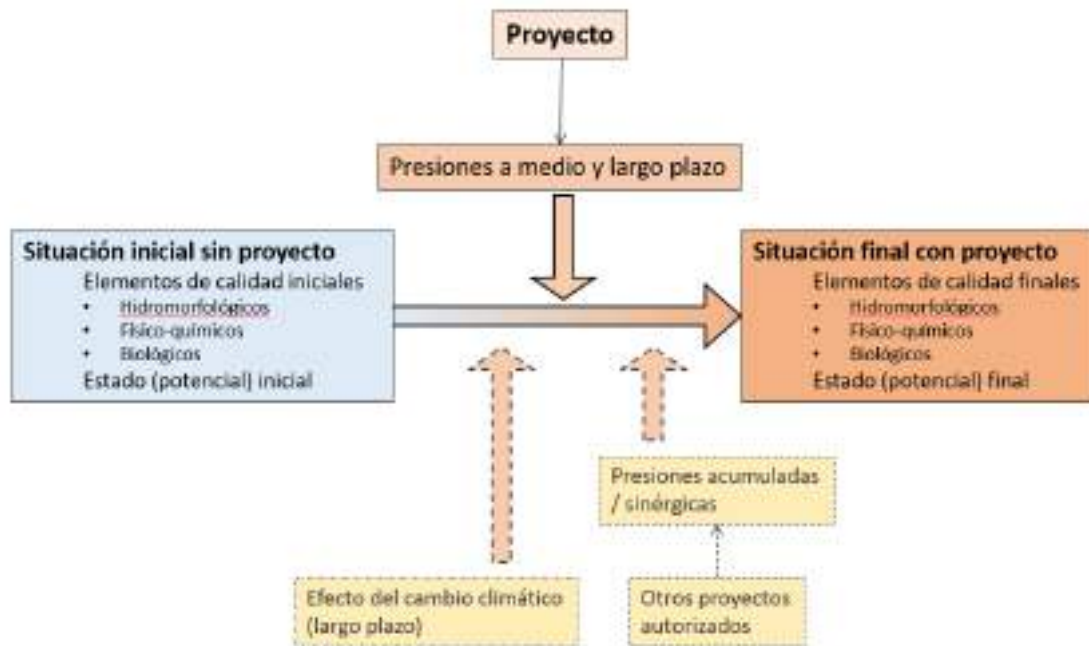 Proyecto
Presiones a medio y largo plazo
Situación inicial sin proyecto
Elementos de calidad iniciales
• Hidromorfológicos
• Físico-químicos
• Biológicos
Estado (potencial) inicial
Situación final con proyecto
Elementos de calidad finales
• Hidromorfológicos
• Físico-químicos
• Biológicos
Estado (potencial) final
Presiones acumuladas
/ sinérgicas
Efecto del cambio climático
(largo plazo)
Otros proyectos
autorizados